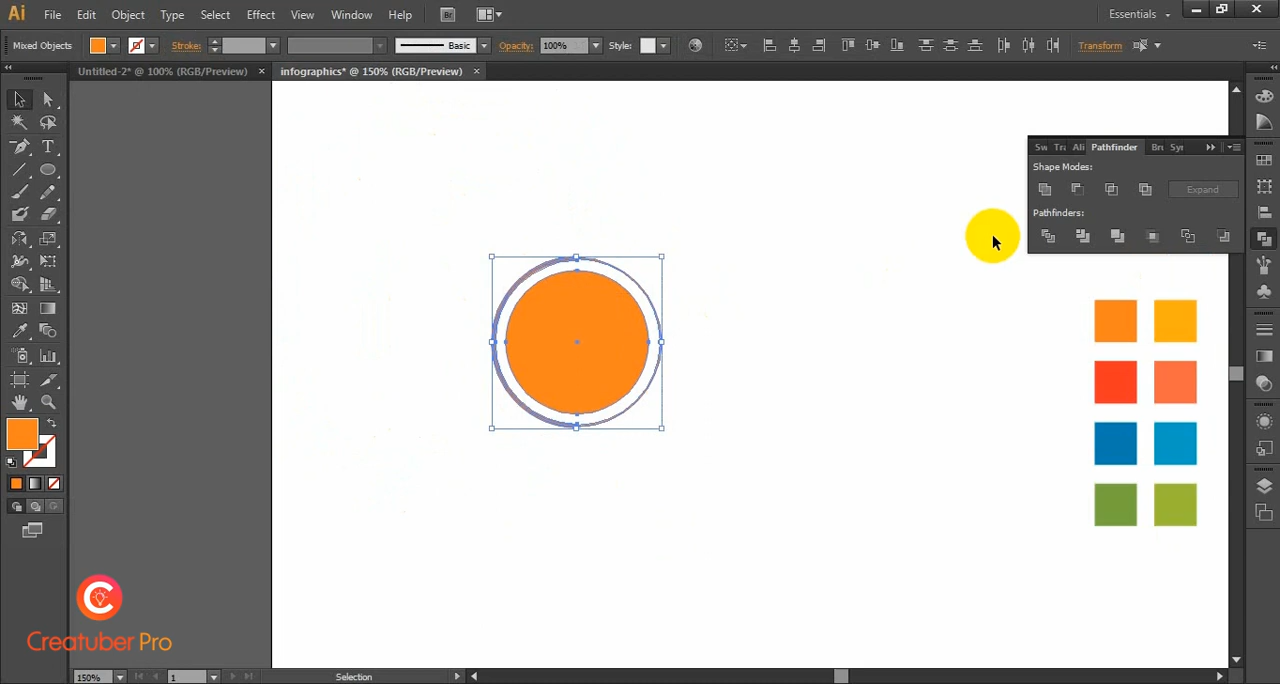 Ai File Edit Object Type Select Effect View Window Help Br Essentials
Mixed Objects Stroke: Basic Opacity: 100% Style: Transform
Untitled-2* @ 100% (RGB/Preview) × infographics* @ 150% (RGB/Preview) ×
Sw Tr Ali Pathfinder Bru Syr
Shape Modes:
Expand
Pathfinders:
T
C
Creatuber Pro
150% 1 Selection